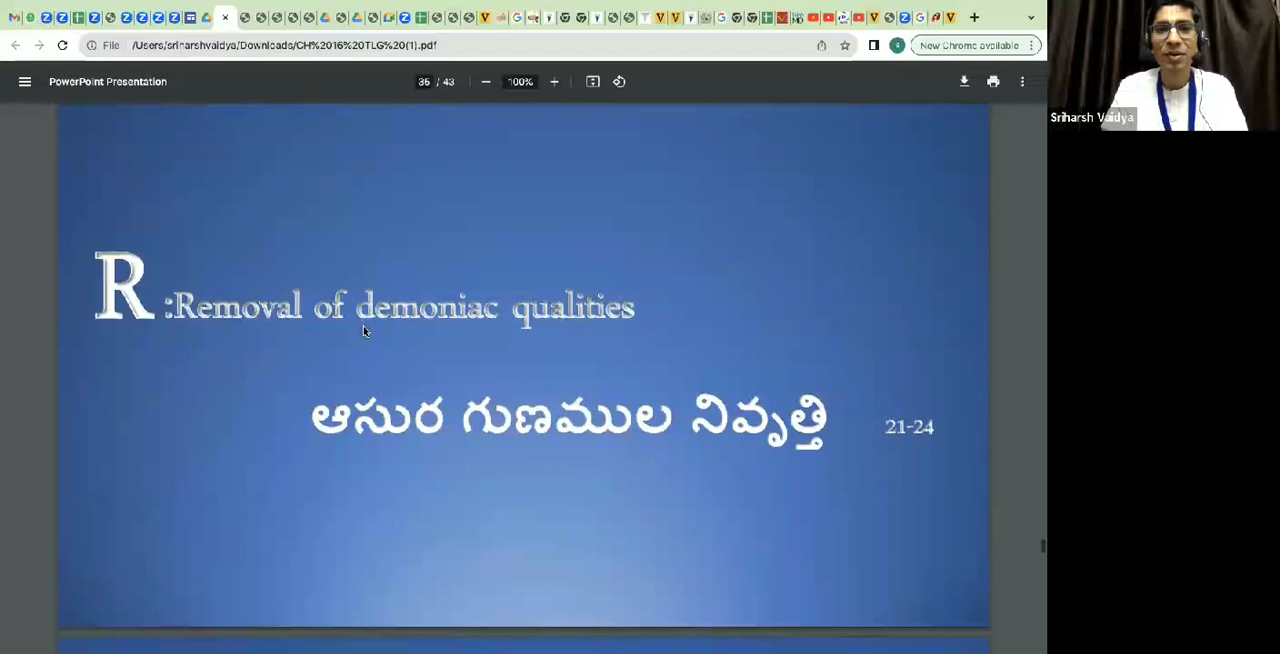 File
/Users/sriharshvaidya/Downloads/CH%2016%20TLG%20(1).pdf
New Chrome available
PowerPoint Presentation
35 / 43
100%
Sriharsh Vaidya
R :Removal of demoniac qualities
ఆసుర గుణముల నివృత్తి 21-24